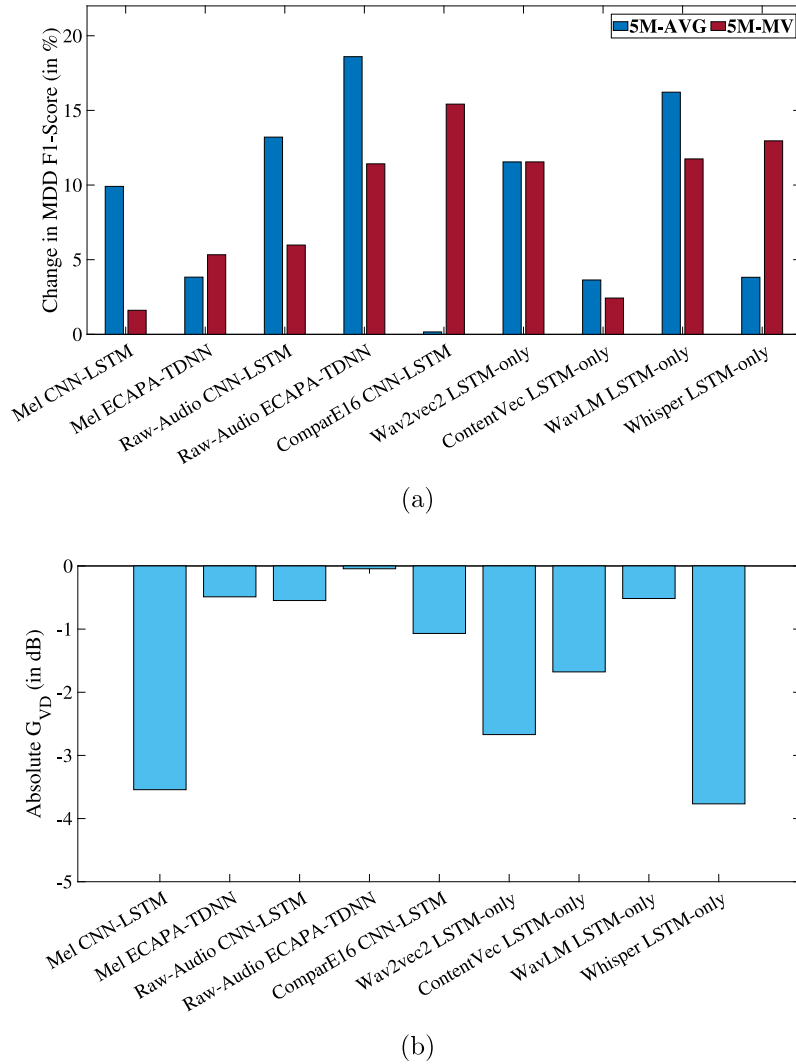 5M-AVG 5M-MV
Change in MDD F1-Score (in %)
20
15
10
5
0
Mel CNN-LSTM
Mel ECAPA-TDNN
Raw-Audio CNN-LSTM
Raw-Audio ECAPA-TDNN
ComparE16 CNN-LSTM
Wav2vec2 LSTM-only
ContentVec LSTM-only
WavLM LSTM-only
Whisper LSTM-only
(a)
Absolute G_VD (in dB)
0
-1
-2
-3
-4
-5
Mel CNN-LSTM
Mel ECAPA-TDNN
Raw-Audio CNN-LSTM
Raw-Audio ECAPA-TDNN
ComparE16 CNN-LSTM
Wav2vec2 LSTM-only
ContentVec LSTM-only
WavLM LSTM-only
Whisper LSTM-only
(b)